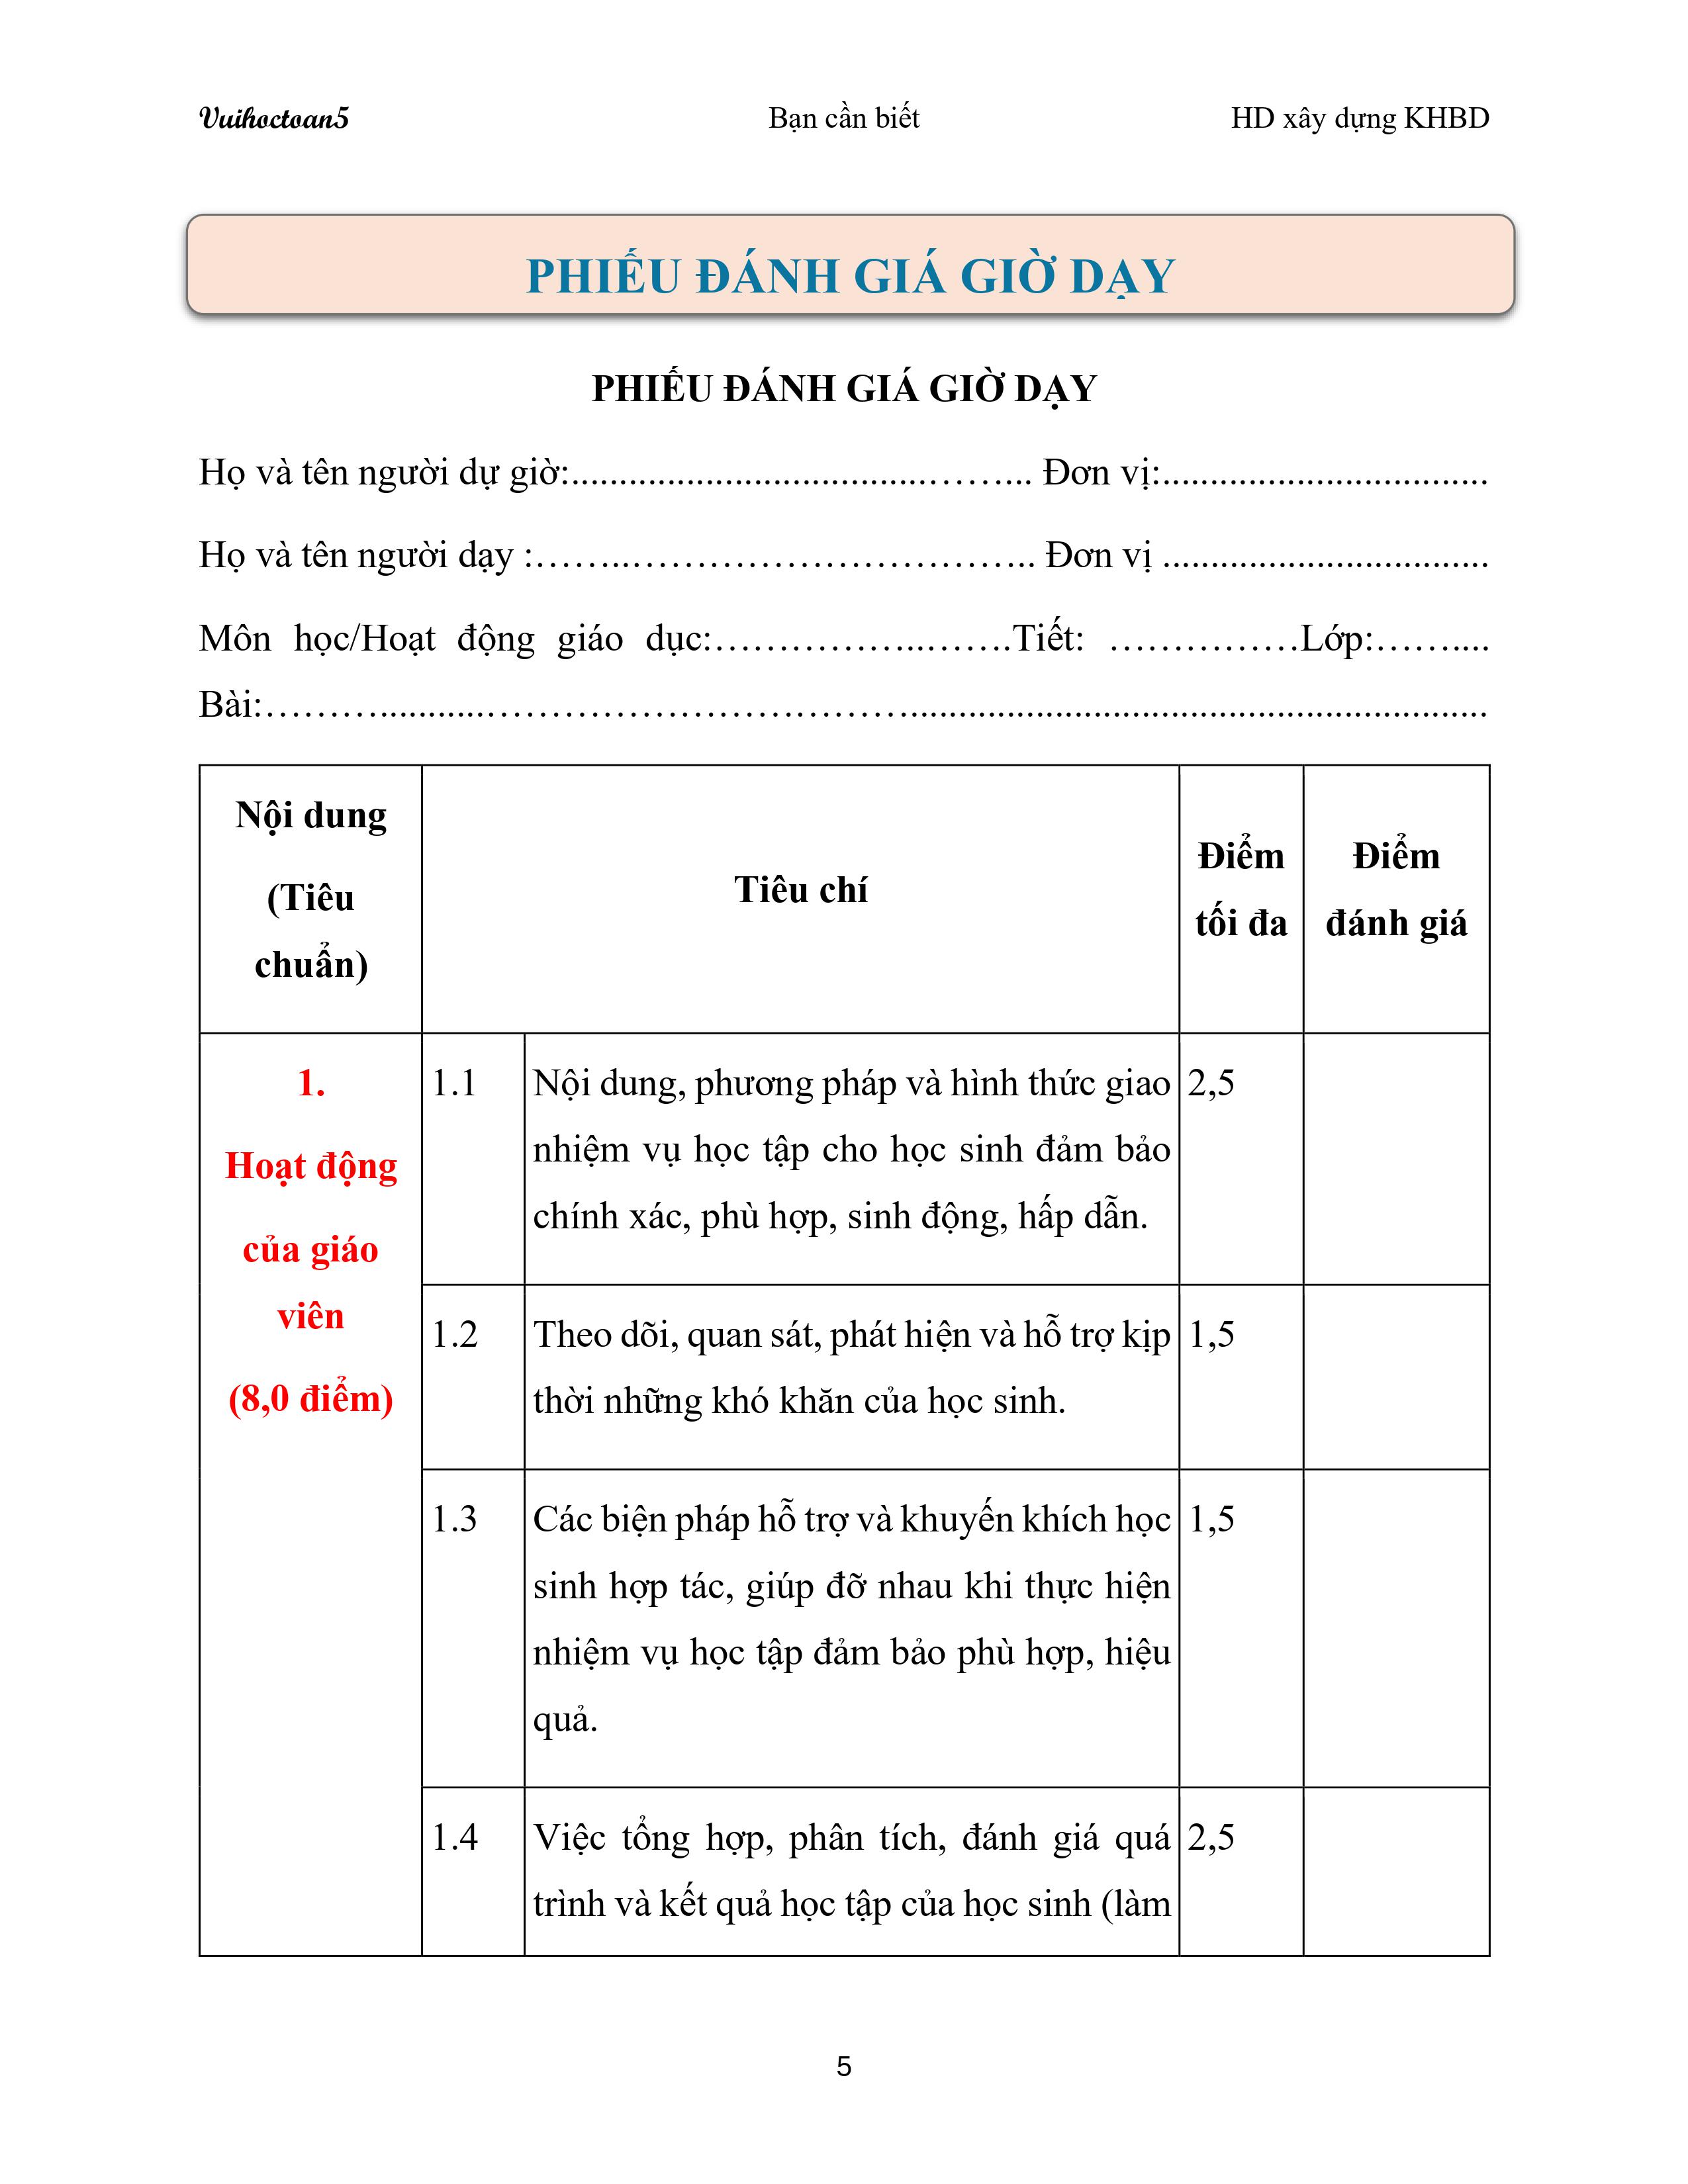 Vuihoctoan5 Bạn cần biết HD xây dựng KHBD
PHIẾU ĐÁNH GIÁ GIỜ DẠY
PHIẾU ĐÁNH GIÁ GIỜ DẠY
Họ và tên người dự giờ:......................................…….... Đơn vị:..................................
Họ và tên người dạy :……..………………………….. Đơn vị ..................................
Môn học/Hoạt động giáo dục:……………..…….Tiết: ……………Lớp:……....
Bài:………...........……………………………..............................................................
Nội dung
(Tiêu
chuẩn)
Tiêu chí
Điểm
tối đa
Điểm
đánh giá
1.
Hoạt động
của giáo
viên
(8,0 điểm)
1.1 Nội dung, phương pháp và hình thức giao 2,5
nhiệm vụ học tập cho học sinh đảm bảo
chính xác, phù hợp, sinh động, hấp dẫn.
1.2 Theo dõi, quan sát, phát hiện và hỗ trợ kịp 1,5
thời những khó khăn của học sinh.
1.3 Các biện pháp hỗ trợ và khuyến khích học 1,5
sinh hợp tác, giúp đỡ nhau khi thực hiện
nhiệm vụ học tập đảm bảo phù hợp, hiệu
quả.
1.4 Việc tổng hợp, phân tích, đánh giá quá 2,5
trình và kết quả học tập của học sinh (làm
5